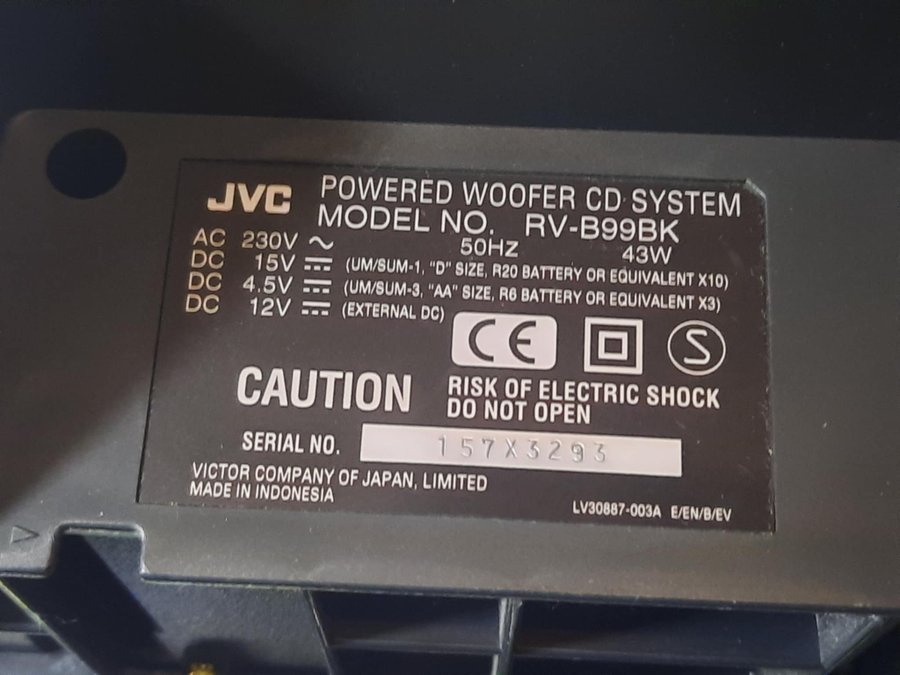 JVC POWERED WOOFER CD SYSTEM
MODEL NO. RV-B99BK
AC 230V ~ 50HZ 43W
DC 15V ⎓ (UM/SUM-1, "D" SIZE, R20 BATTERY OR EQUIVALENT X10)
DC 4.5V ⎓ (UM/SUM-3, "AA" SIZE, R6 BATTERY OR EQUIVALENT X3)
DC 12V ⎓ (EXTERNAL DC)
CE S
CAUTION
RISK OF ELECTRIC SHOCK
DO NOT OPEN
SERIAL NO. 157X3293
VICTOR COMPANY OF JAPAN, LIMITED
MADE IN INDONESIA
LV30887-003A E/EN/B/EV